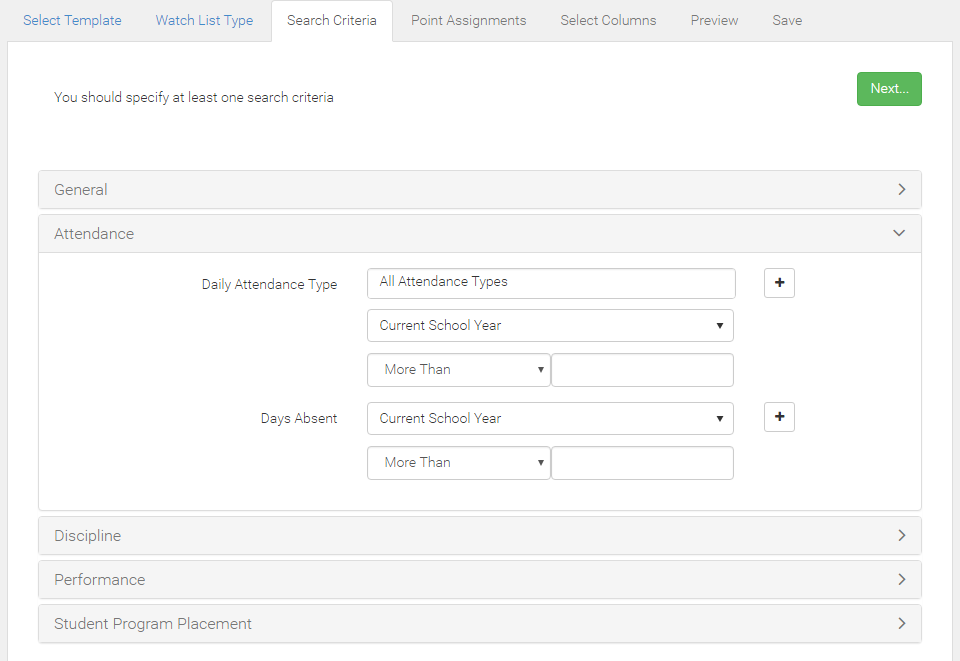 Select Template Watch List Type Search Criteria Point Assignments Select Columns Preview Save
You should specify at least one search criteria
Next...
General
Attendance
Daily Attendance Type All Attendance Types
Current School Year
More Than
Days Absent Current School Year
More Than
Discipline
Performance
Student Program Placement